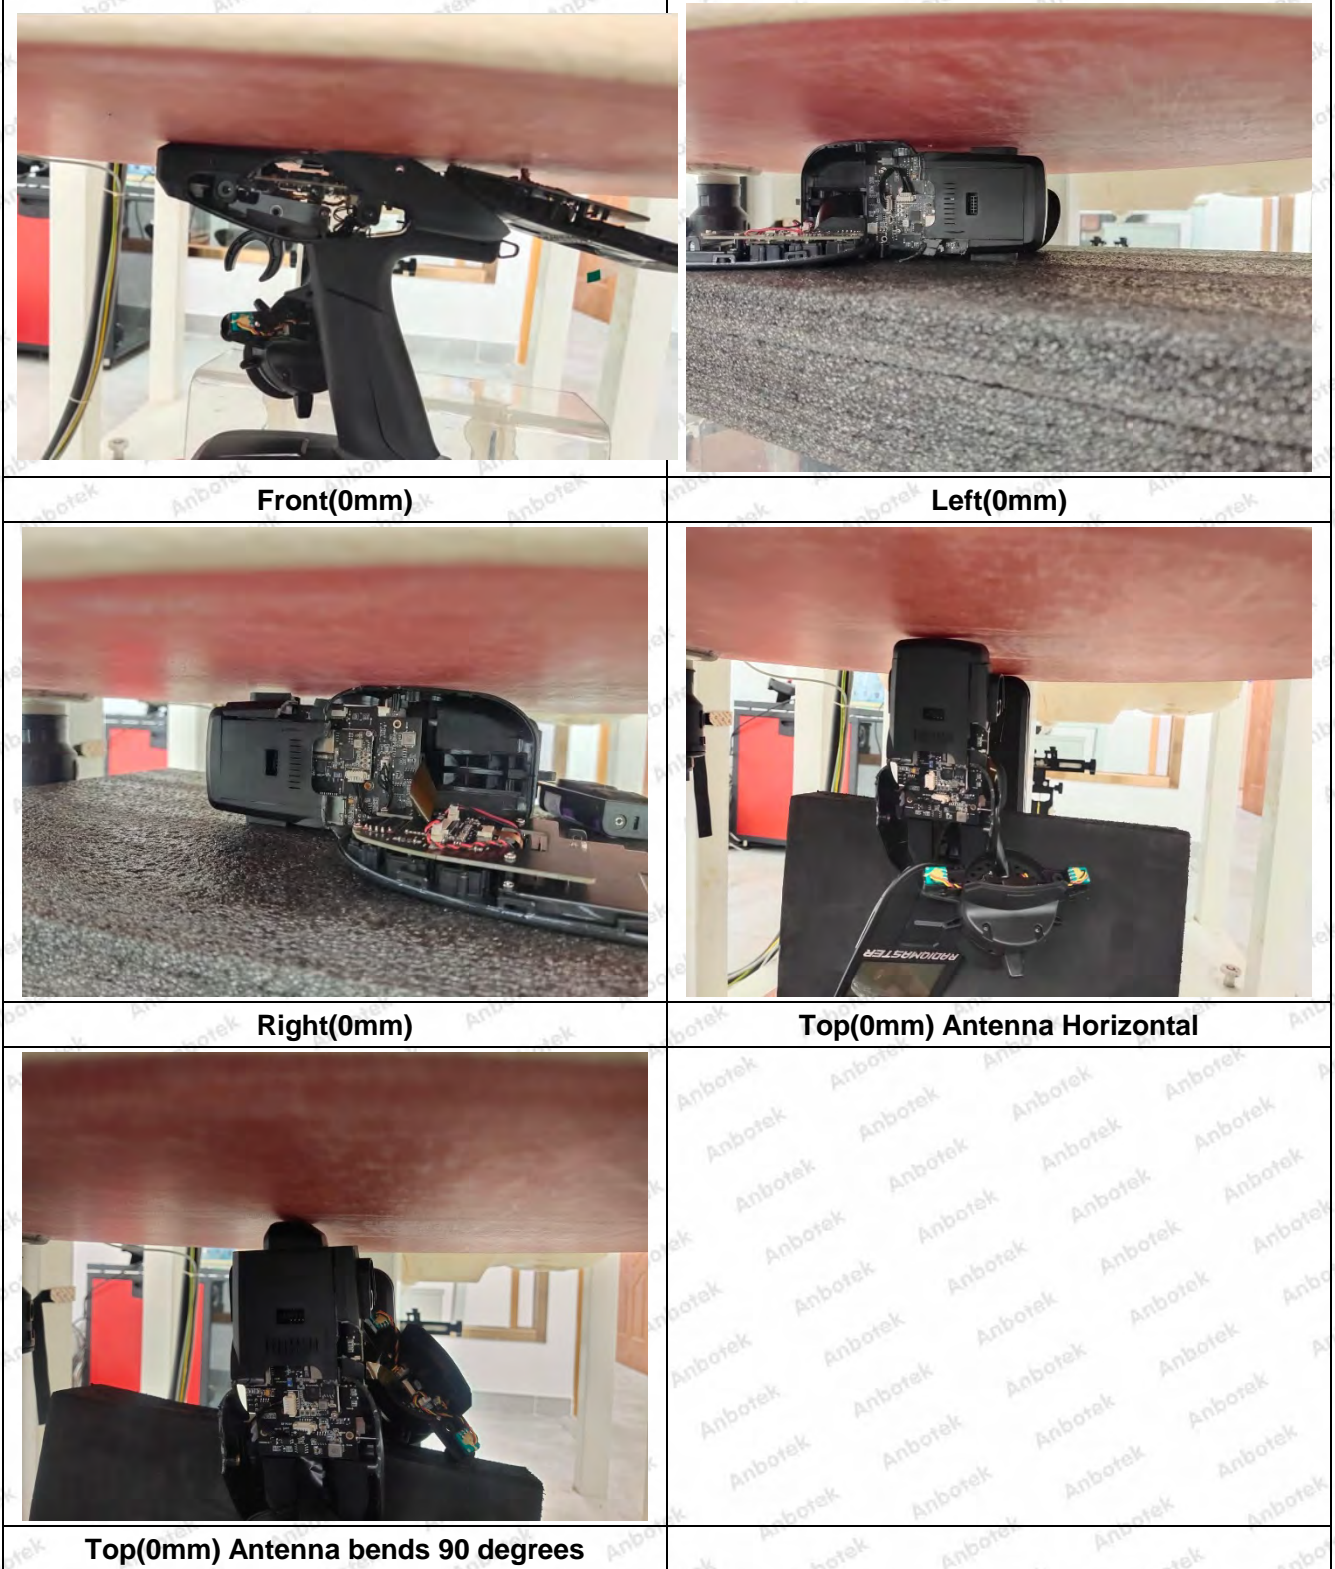 Front(0mm)
Left(0mm)
Right(0mm)
RADIOMASTER
Top(0mm) Antenna Horizontal
Top(0mm) Antenna bends 90 degrees
Anbotek